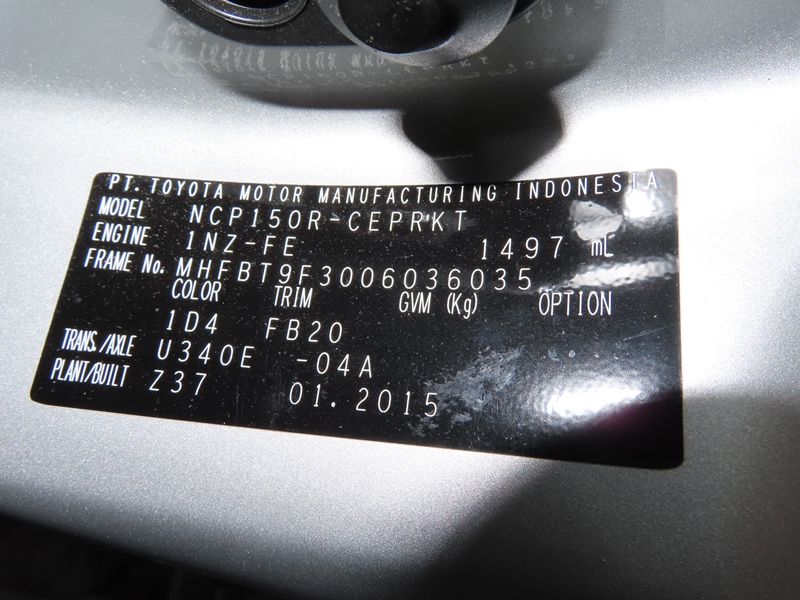 PT. TOYOTA MOTOR MANUFACTURING INDONESIA
MODEL NCP150R-CEPRKT
ENGINE 1NZ-FE 1497 mL
FRAME No. MHFBT9F3006036035
COLOR TRIM GVM (Kg) OPTION
1D4 FB20
TRANS./AXLE U340E -04A
PLANT/BUILT Z37 01.2015